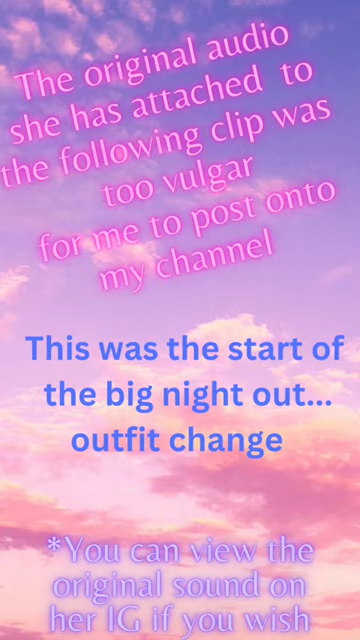 The original audio
she has attached to
the following clip was
too vulgar
for me to post onto
my channel
This was the start of
the big night out...
outfit change
*You can view the
original sound on
her IG if you wish